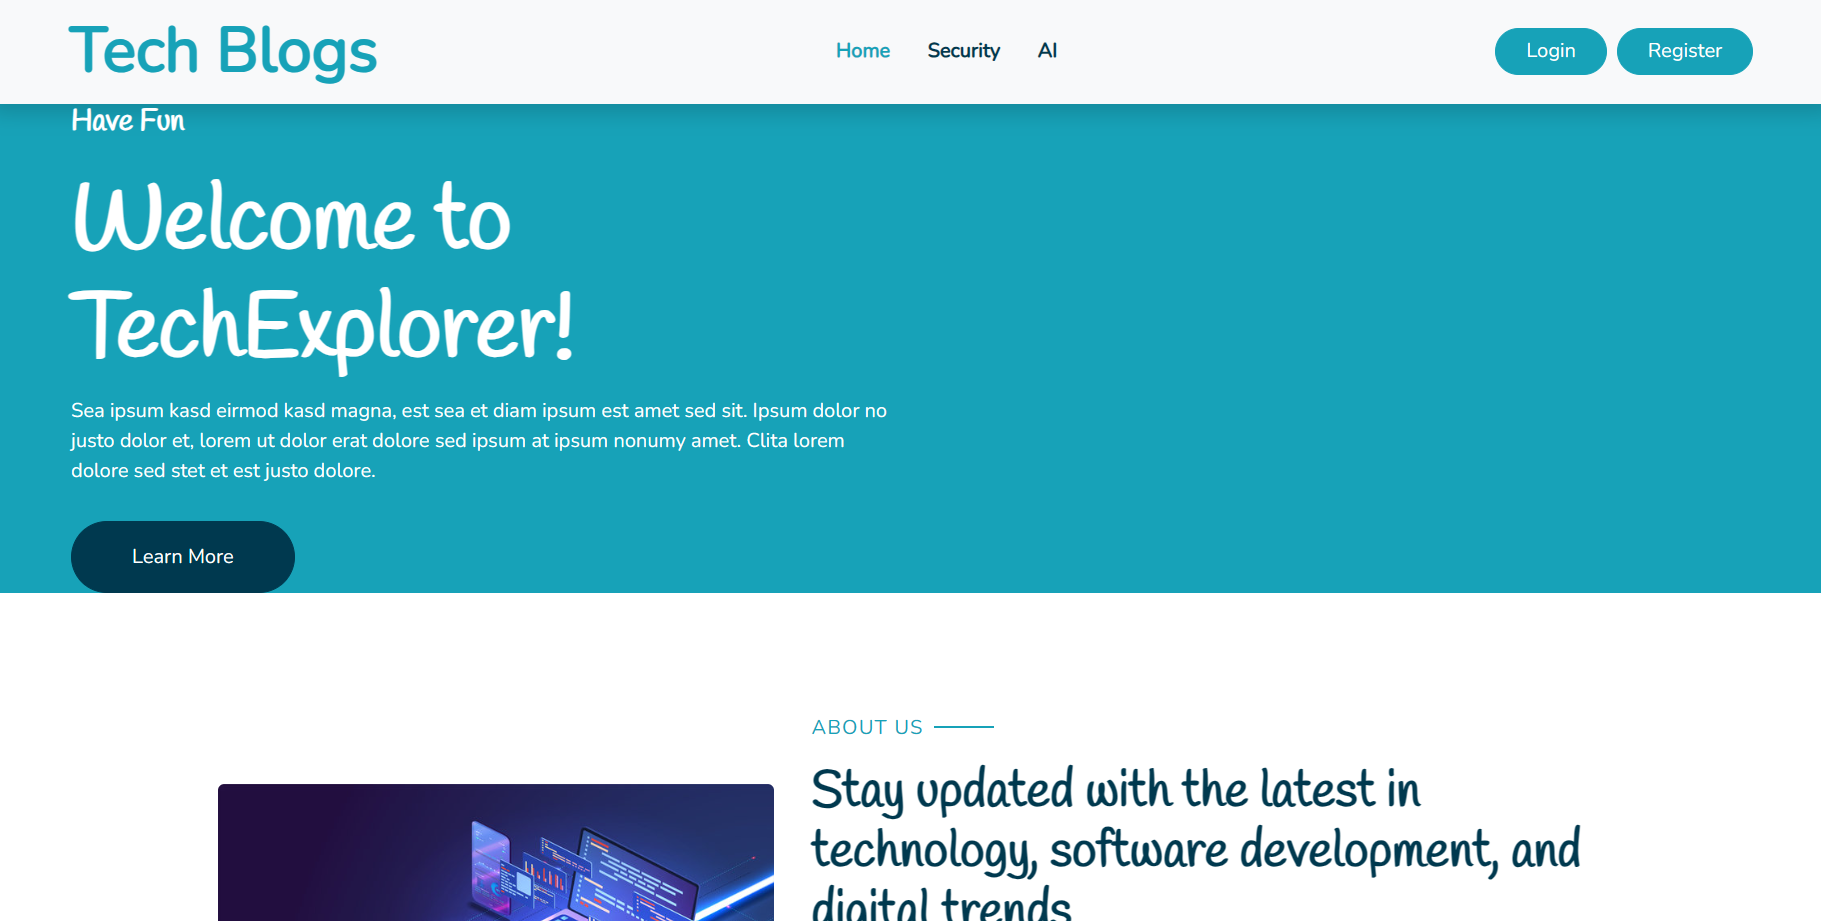 Tech Blogs
Home Security AI
Login Register
Have Fun
Welcome to
TechExplorer!
Sea ipsum kasd eirmod kasd magna, est sea et diam ipsum est amet sed sit. Ipsum dolor no
justo dolor et, lorem ut dolor erat dolore sed ipsum at ipsum nonumy amet. Clita lorem
dolore sed stet et est justo dolore.
Learn More
ABOUT US
Stay updated with the latest in
technology, software development, and
digital trends